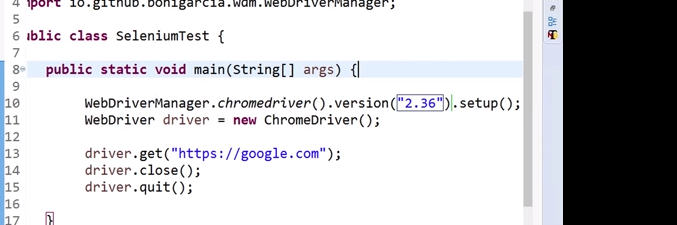 4 mport io.github.bonigarcia.wdm.WebDriverManager;
5
6 ublic class SeleniumTest {
7
8 public static void main(String[] args) {
9
10 WebDriverManager.chromedriver().version("2.36").setup();
11 WebDriver driver = new ChromeDriver();
12
13 driver.get("https://google.com");
14 driver.close();
15 driver.quit();
16
17 }